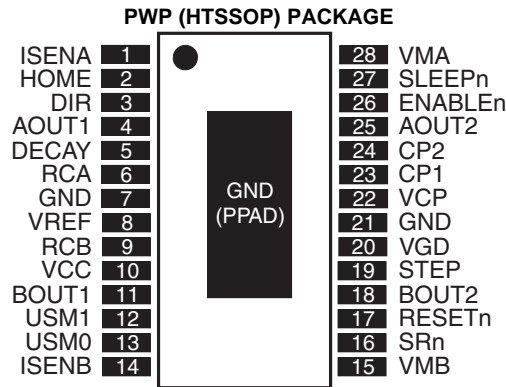 PWP (HTSSOP) PACKAGE
ISENA 1 28 VMA
HOME 2 27 SLEEPn
DIR 3 26 ENABLEn
AOUT1 4 25 AOUT2
DECAY 5 24 CP2
RCA 6 23 CP1
GND 7 22 VCP
VREF 8 21 GND
RCB 9 20 VGD
VCC 10 19 STEP
BOUT1 11 18 BOUT2
USM1 12 17 RESETn
USM0 13 16 SRn
ISENB 14 15 VMB
GND
(PPAD)